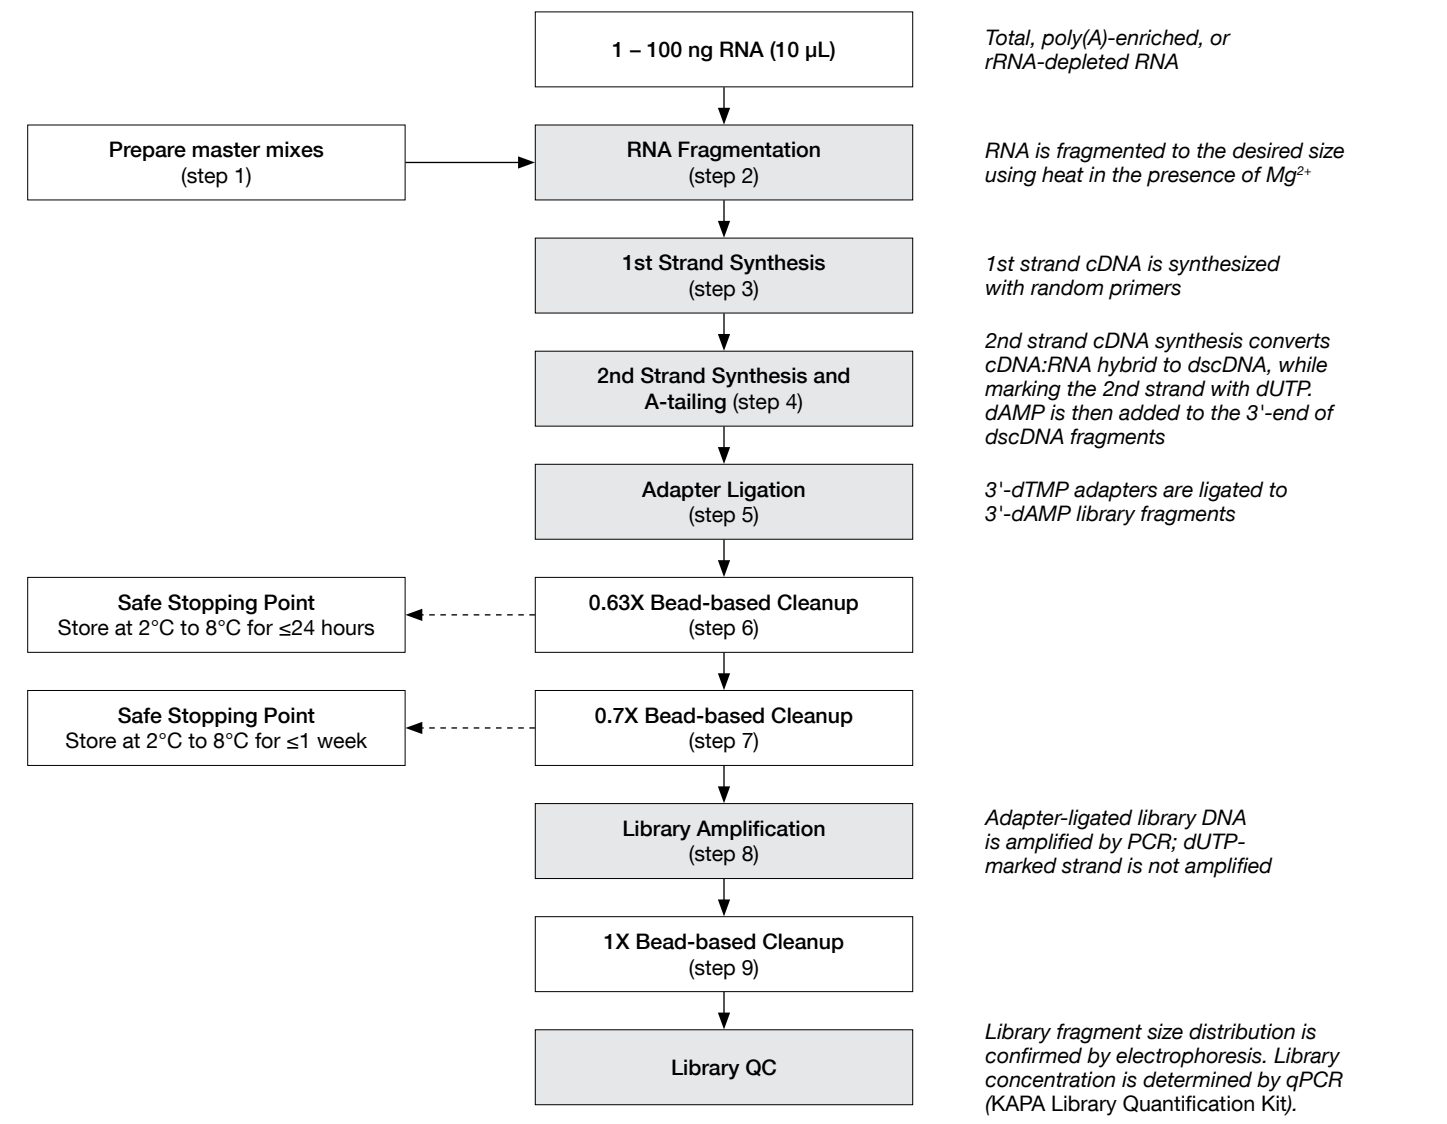 1 – 100 ng RNA (10 µL)
Total, poly(A)-enriched, or
rRNA-depleted RNA
Prepare master mixes
(step 1)
RNA Fragmentation
(step 2)
RNA is fragmented to the desired size
using heat in the presence of Mg²⁺
1st Strand Synthesis
(step 3)
1st strand cDNA is synthesized
with random primers
2nd Strand Synthesis and
A-tailing (step 4)
2nd strand cDNA synthesis converts
cDNA:RNA hybrid to dscDNA, while
marking the 2nd strand with dUTP.
dAMP is then added to the 3'-end of
dscDNA fragments
Adapter Ligation
(step 5)
3'-dTMP adapters are ligated to
3'-dAMP library fragments
Safe Stopping Point
Store at 2°C to 8°C for ≤24 hours
0.63X Bead-based Cleanup
(step 6)
Safe Stopping Point
Store at 2°C to 8°C for ≤1 week
0.7X Bead-based Cleanup
(step 7)
Library Amplification
(step 8)
Adapter-ligated library DNA
is amplified by PCR; dUTP-
marked strand is not amplified
1X Bead-based Cleanup
(step 9)
Library QC
Library fragment size distribution is
confirmed by electrophoresis. Library
concentration is determined by qPCR
(KAPA Library Quantification Kit).